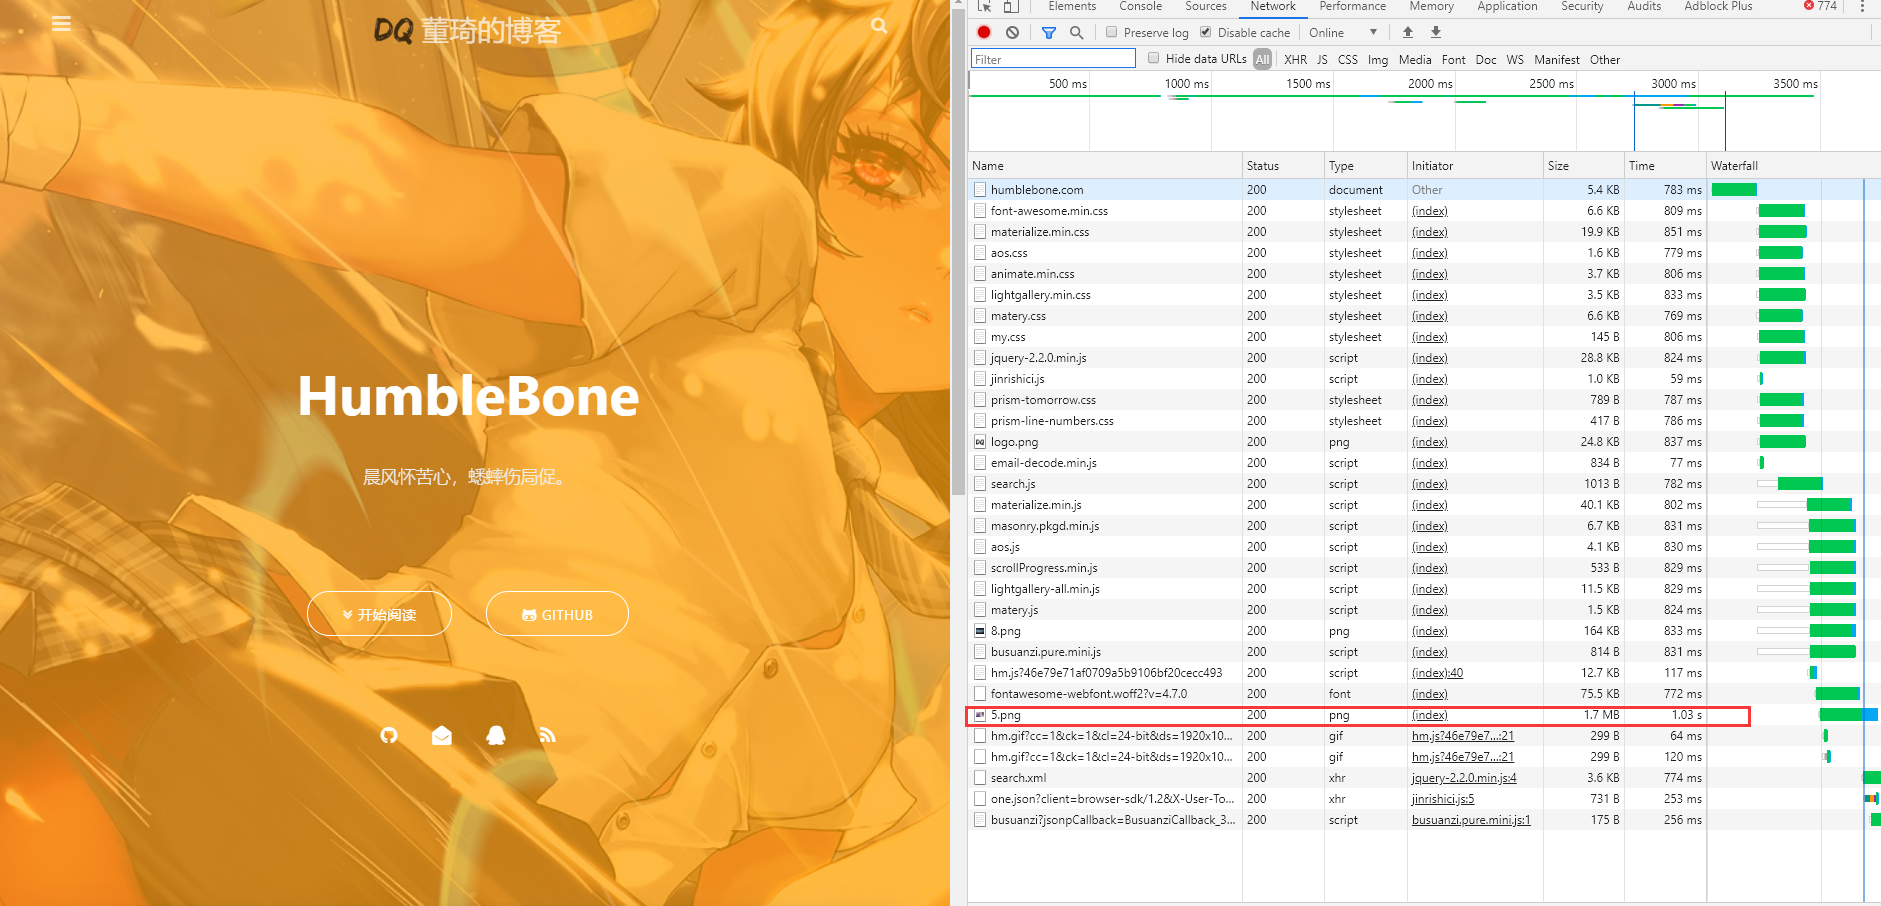 DQ 董琦的博客
HumbleBone
晨风怀苦心，蟋蟀伤局促。
开始阅读
GITHUB
Elements Console Sources Network Performance Memory Application Security Audits Adblock Plus 774
Preserve log Disable cache Online
Filter Hide data URLs All XHR JS CSS Img Media Font Doc WS Manifest Other
500 ms 1000 ms 1500 ms 2000 ms 2500 ms 3000 ms 3500 ms
Name Status Type Initiator Size Time Waterfall
humblebone.com 200 document Other 5.4 KB 783 ms
font-awesome.min.css 200 stylesheet (index) 6.6 KB 809 ms
materialize.min.css 200 stylesheet (index) 19.9 KB 851 ms
aos.css 200 stylesheet (index) 1.6 KB 779 ms
animate.min.css 200 stylesheet (index) 3.7 KB 806 ms
lightgallery.min.css 200 stylesheet (index) 3.5 KB 833 ms
matery.css 200 stylesheet (index) 6.6 KB 769 ms
my.css 200 stylesheet (index) 145 B 806 ms
jquery-2.2.0.min.js 200 script (index) 28.8 KB 824 ms
jinrishici.js 200 script (index) 1.0 KB 59 ms
prism-tomorrow.css 200 stylesheet (index) 789 B 787 ms
prism-line-numbers.css 200 stylesheet (index) 417 B 786 ms
logo.png 200 png (index) 24.8 KB 837 ms
email-decode.min.js 200 script (index) 834 B 77 ms
search.js 200 script (index) 1013 B 782 ms
materialize.min.js 200 script (index) 40.1 KB 802 ms
masonry.pkgd.min.js 200 script (index) 6.7 KB 831 ms
aos.js 200 script (index) 4.1 KB 830 ms
scrollProgress.min.js 200 script (index) 533 B 829 ms
lightgallery-all.min.js 200 script (index) 11.5 KB 829 ms
matery.js 200 script (index) 1.5 KB 824 ms
8.png 200 png (index) 164 KB 833 ms
busuanzi.pure.mini.js 200 script (index) 814 B 831 ms
hm.js?46e79e71af0709a5b9106bf20cecc493 200 script (index):40 12.7 KB 117 ms
fontawesome-webfont.woff2?v=4.7.0 200 font (index) 75.5 KB 772 ms
5.png 200 png (index) 1.7 MB 1.03 s
hm.gif?cc=1&ck=1&cl=24-bit&ds=1920x10... 200 gif hm.js?46e79e7...:21 299 B 64 ms
hm.gif?cc=1&ck=1&cl=24-bit&ds=1920x10... 200 gif hm.js?46e79e7...:21 299 B 120 ms
search.xml 200 xhr jquery-2.2.0.min.js:4 3.6 KB 774 ms
one.json?client=browser-sdk/1.2&X-User-To... 200 xhr jinrishici.js:5 731 B 253 ms
busuanzi?jsonpCallback=BusuanziCallback_3... 200 script busuanzi.pure.mini.js:1 175 B 256 ms